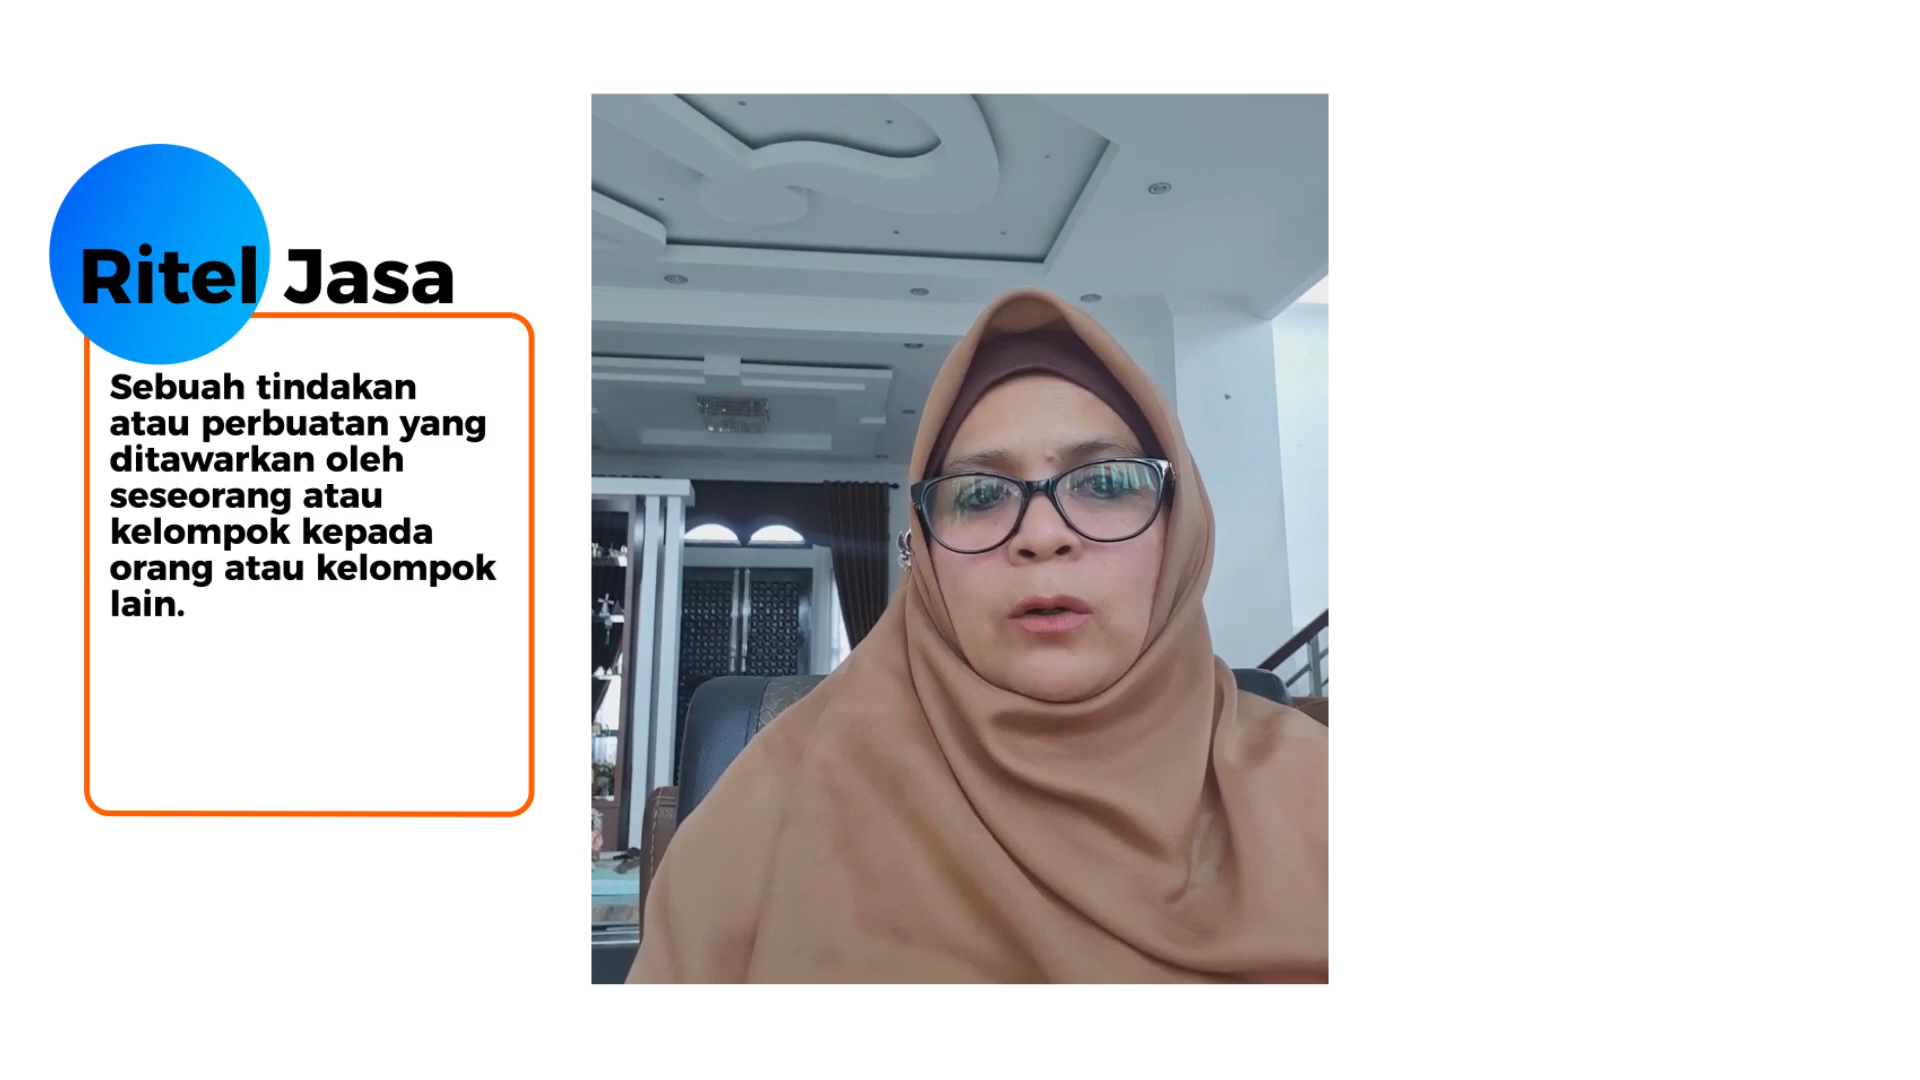 Ritel Jasa
Sebuah tindakan
atau perbuatan yang
ditawarkan oleh
seseorang atau
kelompok kepada
orang atau kelompok
lain.